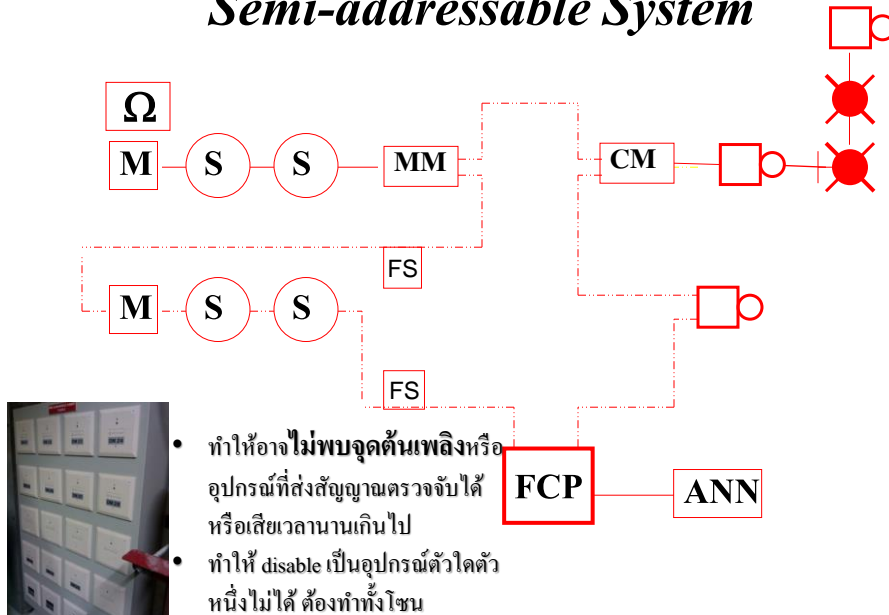 Semi-addressable System
Ω
M S S MM CM
FS
M S S
FS
FCP ANN
• ทำให้อาจไม่พบจุดต้นเพลิงหรือ
อุปกรณ์ที่ส่งสัญญาณตรวจจับได้
หรือเสียเวลานานเกินไป
• ทำให้ disable เป็นอุปกรณ์ตัวใดตัว
หนึ่งไม่ได้ ต้องทำทั้งโซน